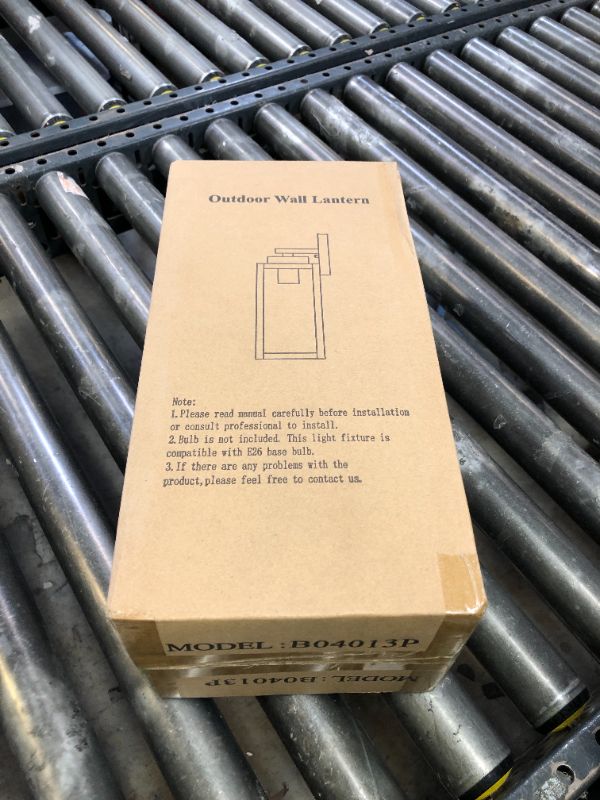 Outdoor Wall Lantern
Note:
1.Please read manual carefully before installation
or consult professional to install.
2.Bulb is not included. This light fixture is
compatible with E26 base bulb.
3.If there are any problems with the
product,please feel free to contact us.
MODEL:B04013P
MODEL:B04013P